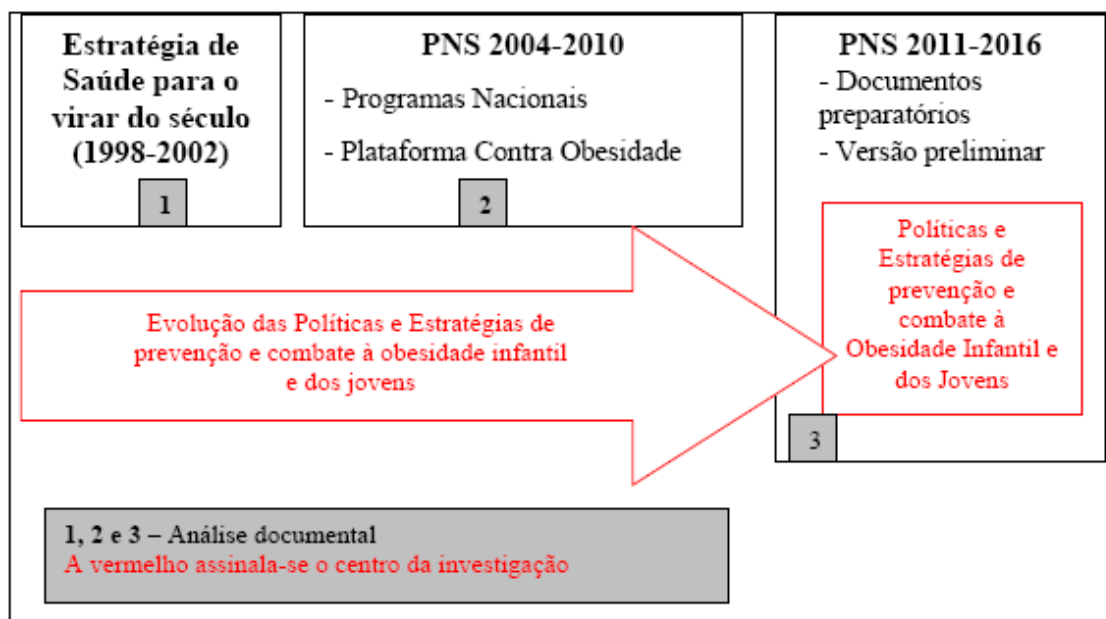 Estratégia de
Saúde para o
virar do século
(1998-2002)
1
PNS 2004-2010
- Programas Nacionais
- Plataforma Contra Obesidade
2
PNS 2011-2016
- Documentos
preparatórios
- Versão preliminar
Políticas e
Estratégias de
prevenção e
combate à
Obesidade Infantil e
dos Jovens
3
Evolução das Políticas e Estratégias de
prevenção e combate à obesidade infantil
e dos jovens
1, 2 e 3 – Análise documental
A vermelho assinala-se o centro da investigação